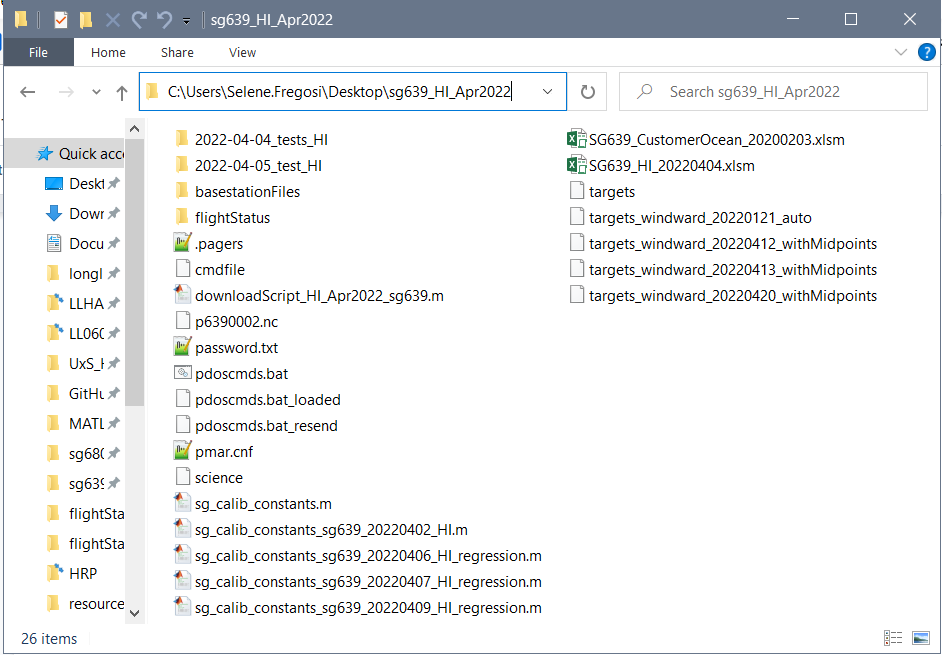 sg639_HI_Apr2022
File Home Share View
C:\Users\Selene.Fregosi\Desktop\sg639_HI_Apr2022
Search sg639_HI_Apr2022
Quick acc
Deskt
Dowr
Docu
longI
LLHA
LL060
UxS_H
GitHu
MATL
sg680
sg639
flightSta
flightSta
HRP
resource
2022-04-04_tests_HI
2022-04-05_test_HI
basestationFiles
flightStatus
.pagers
cmdfile
downloadScript_HI_Apr2022_sg639.m
p6390002.nc
password.txt
pdoscmds.bat
pdoscmds.bat_loaded
pdoscmds.bat_resend
pmar.cnf
science
sg_calib_constants.m
sg_calib_constants_sg639_20220402_HI.m
sg_calib_constants_sg639_20220406_HI_regression.m
sg_calib_constants_sg639_20220407_HI_regression.m
sg_calib_constants_sg639_20220409_HI_regression.m
SG639_CustomerOcean_20200203.xlsm
SG639_HI_20220404.xlsm
targets
targets_windward_20220121_auto
targets_windward_20220412_withMidpoints
targets_windward_20220413_withMidpoints
targets_windward_20220420_withMidpoints
26 items